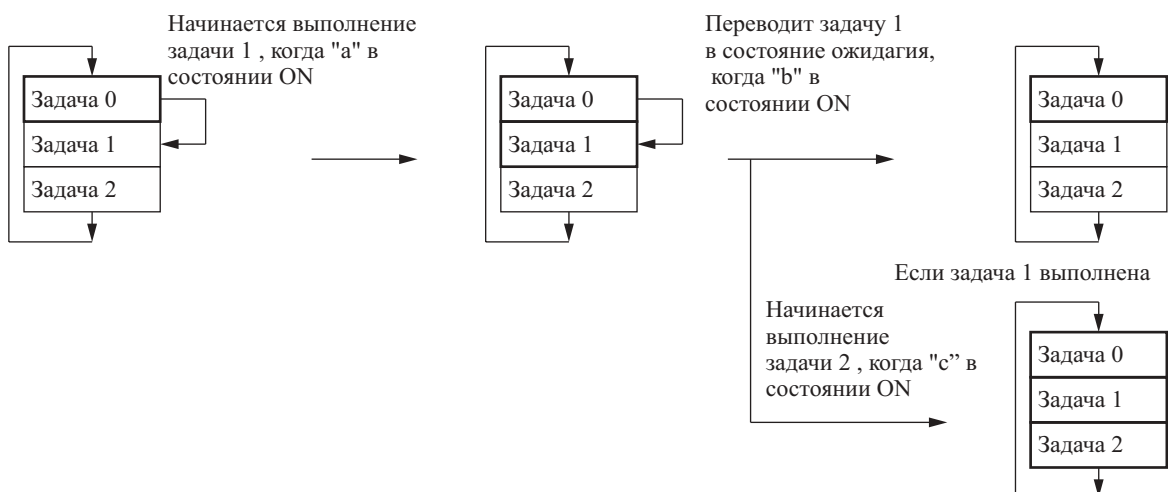 Начинается выполнение
задачи 1 , когда "a" в
состоянии ON
Задача 0
Задача 1
Задача 2
Переводит задачу 1
в состояние ожидагия,
когда "b" в
состоянии ON
Задача 0
Задача 1
Задача 2
Задача 0
Задача 1
Задача 2
Если задача 1 выполнена
Начинается
выполнение
задачи 2 , когда "c” в
состоянии ON
Задача 0
Задача 1
Задача 2